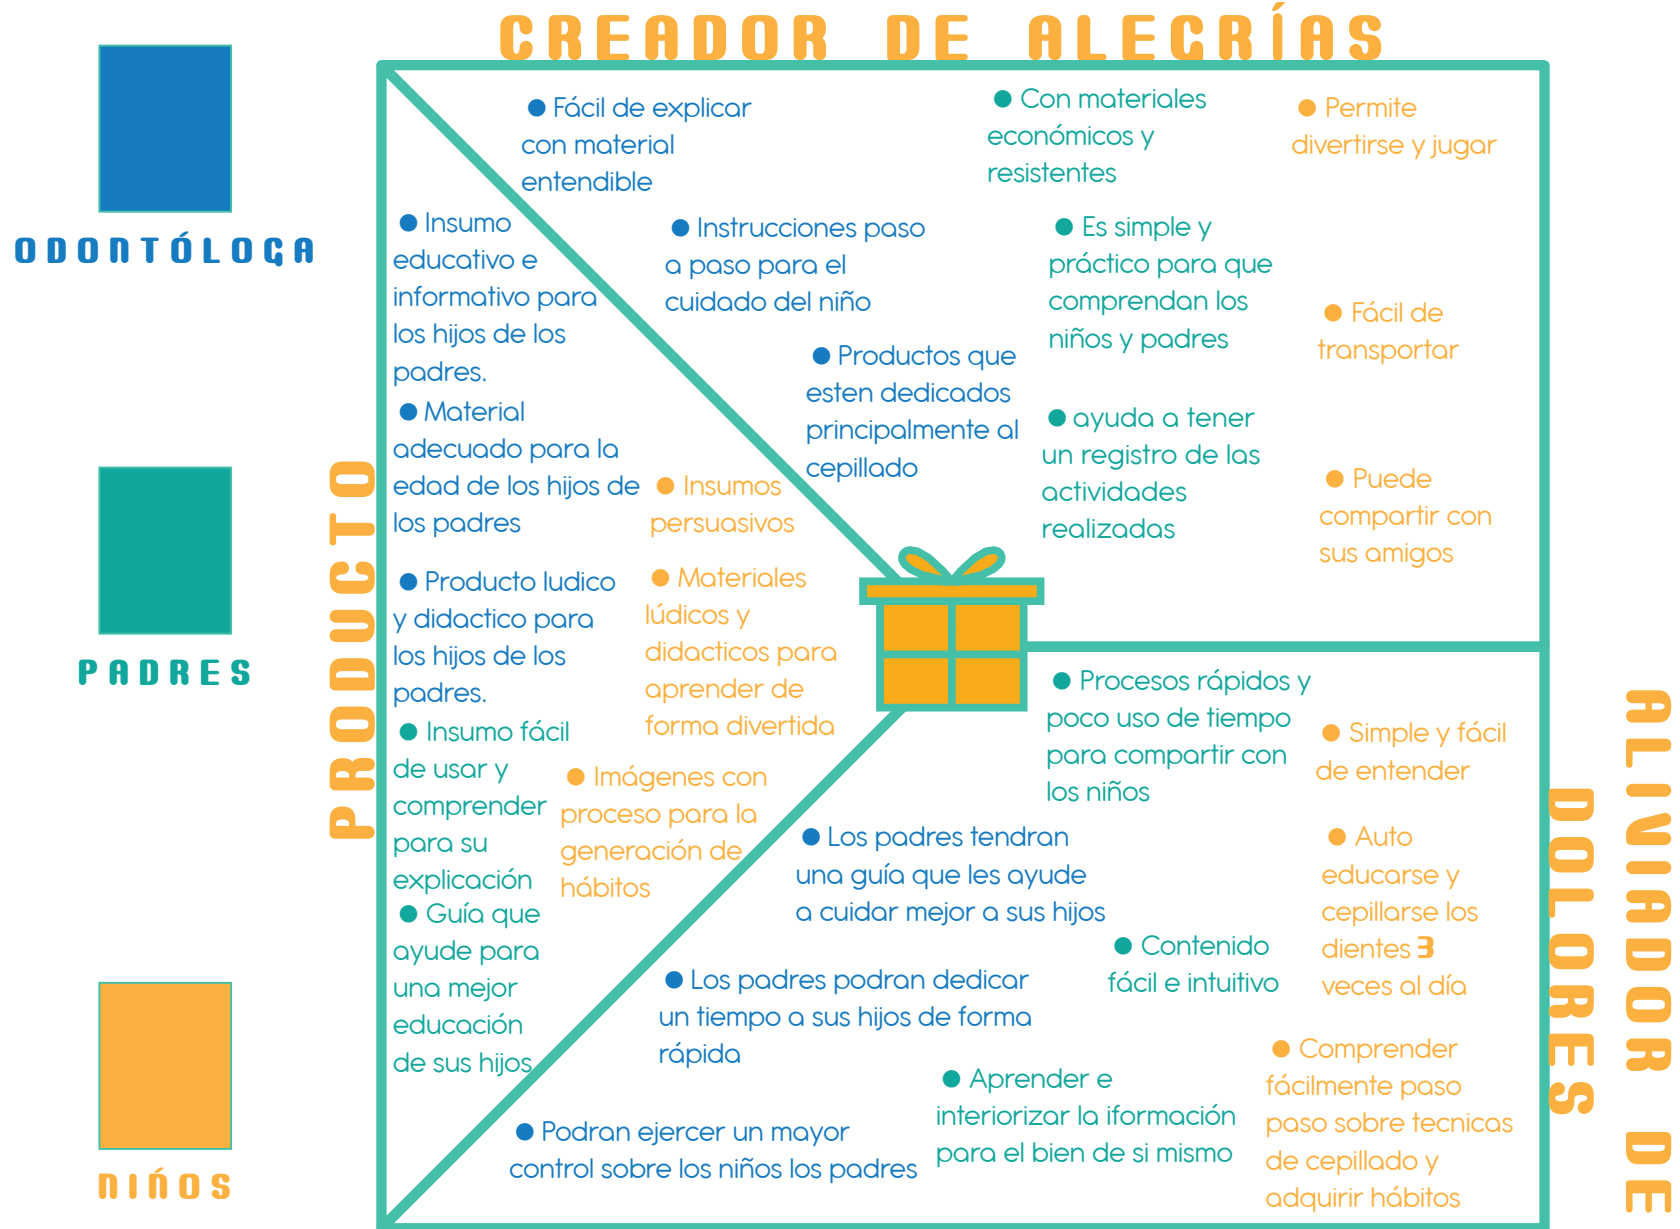 CREADOR DE ALEGRÍAS
ODONTÓLOGA
PADRES
NIÑOS
PRODUCTO
● Insumo
educativo e
informativo para
los hijos de los
padres.
● Material
adecuado para la
edad de los hijos de
los padres
● Producto ludico
y didactico para
los hijos de los
padres.
● Insumo fácil
de usar y
comprender
para su
explicación
● Guía que
ayude para
una mejor
educación
de sus hijos
● Insumos
persuasivos
● Materiales
lúdicos y
didacticos para
aprender de
forma divertida
● Imágenes con
proceso para la
generación de
hábitos
● Fácil de explicar
con material
entendible
● Instrucciones paso
a paso para el
cuidado del niño
● Productos que
esten dedicados
principalmente al
cepillado
● Con materiales
económicos y
resistentes
● Es simple y
práctico para que
comprendan los
niños y padres
● ayuda a tener
un registro de las
actividades
realizadas
● Permite
divertirse y jugar
● Fácil de
transportar
● Puede
compartir con
sus amigos
● Procesos rápidos y
poco uso de tiempo
para compartir con
los niños
● Los padres tendran
una guía que les ayude
a cuidar mejor a sus hijos
● Los padres podran dedicar
un tiempo a sus hijos de forma
rápida
● Podran ejercer un mayor
control sobre los niños los padres
● Contenido
fácil e intuitivo
● Aprender e
interiorizar la iformación
para el bien de si mismo
● Simple y fácil
de entender
● Auto
educarse y
cepillarse los
dientes 3
veces al día
● Comprender
fácilmente paso
paso sobre tecnicas
de cepillado y
adquirir hábitos
ALIVIADOR DE
DOLORES